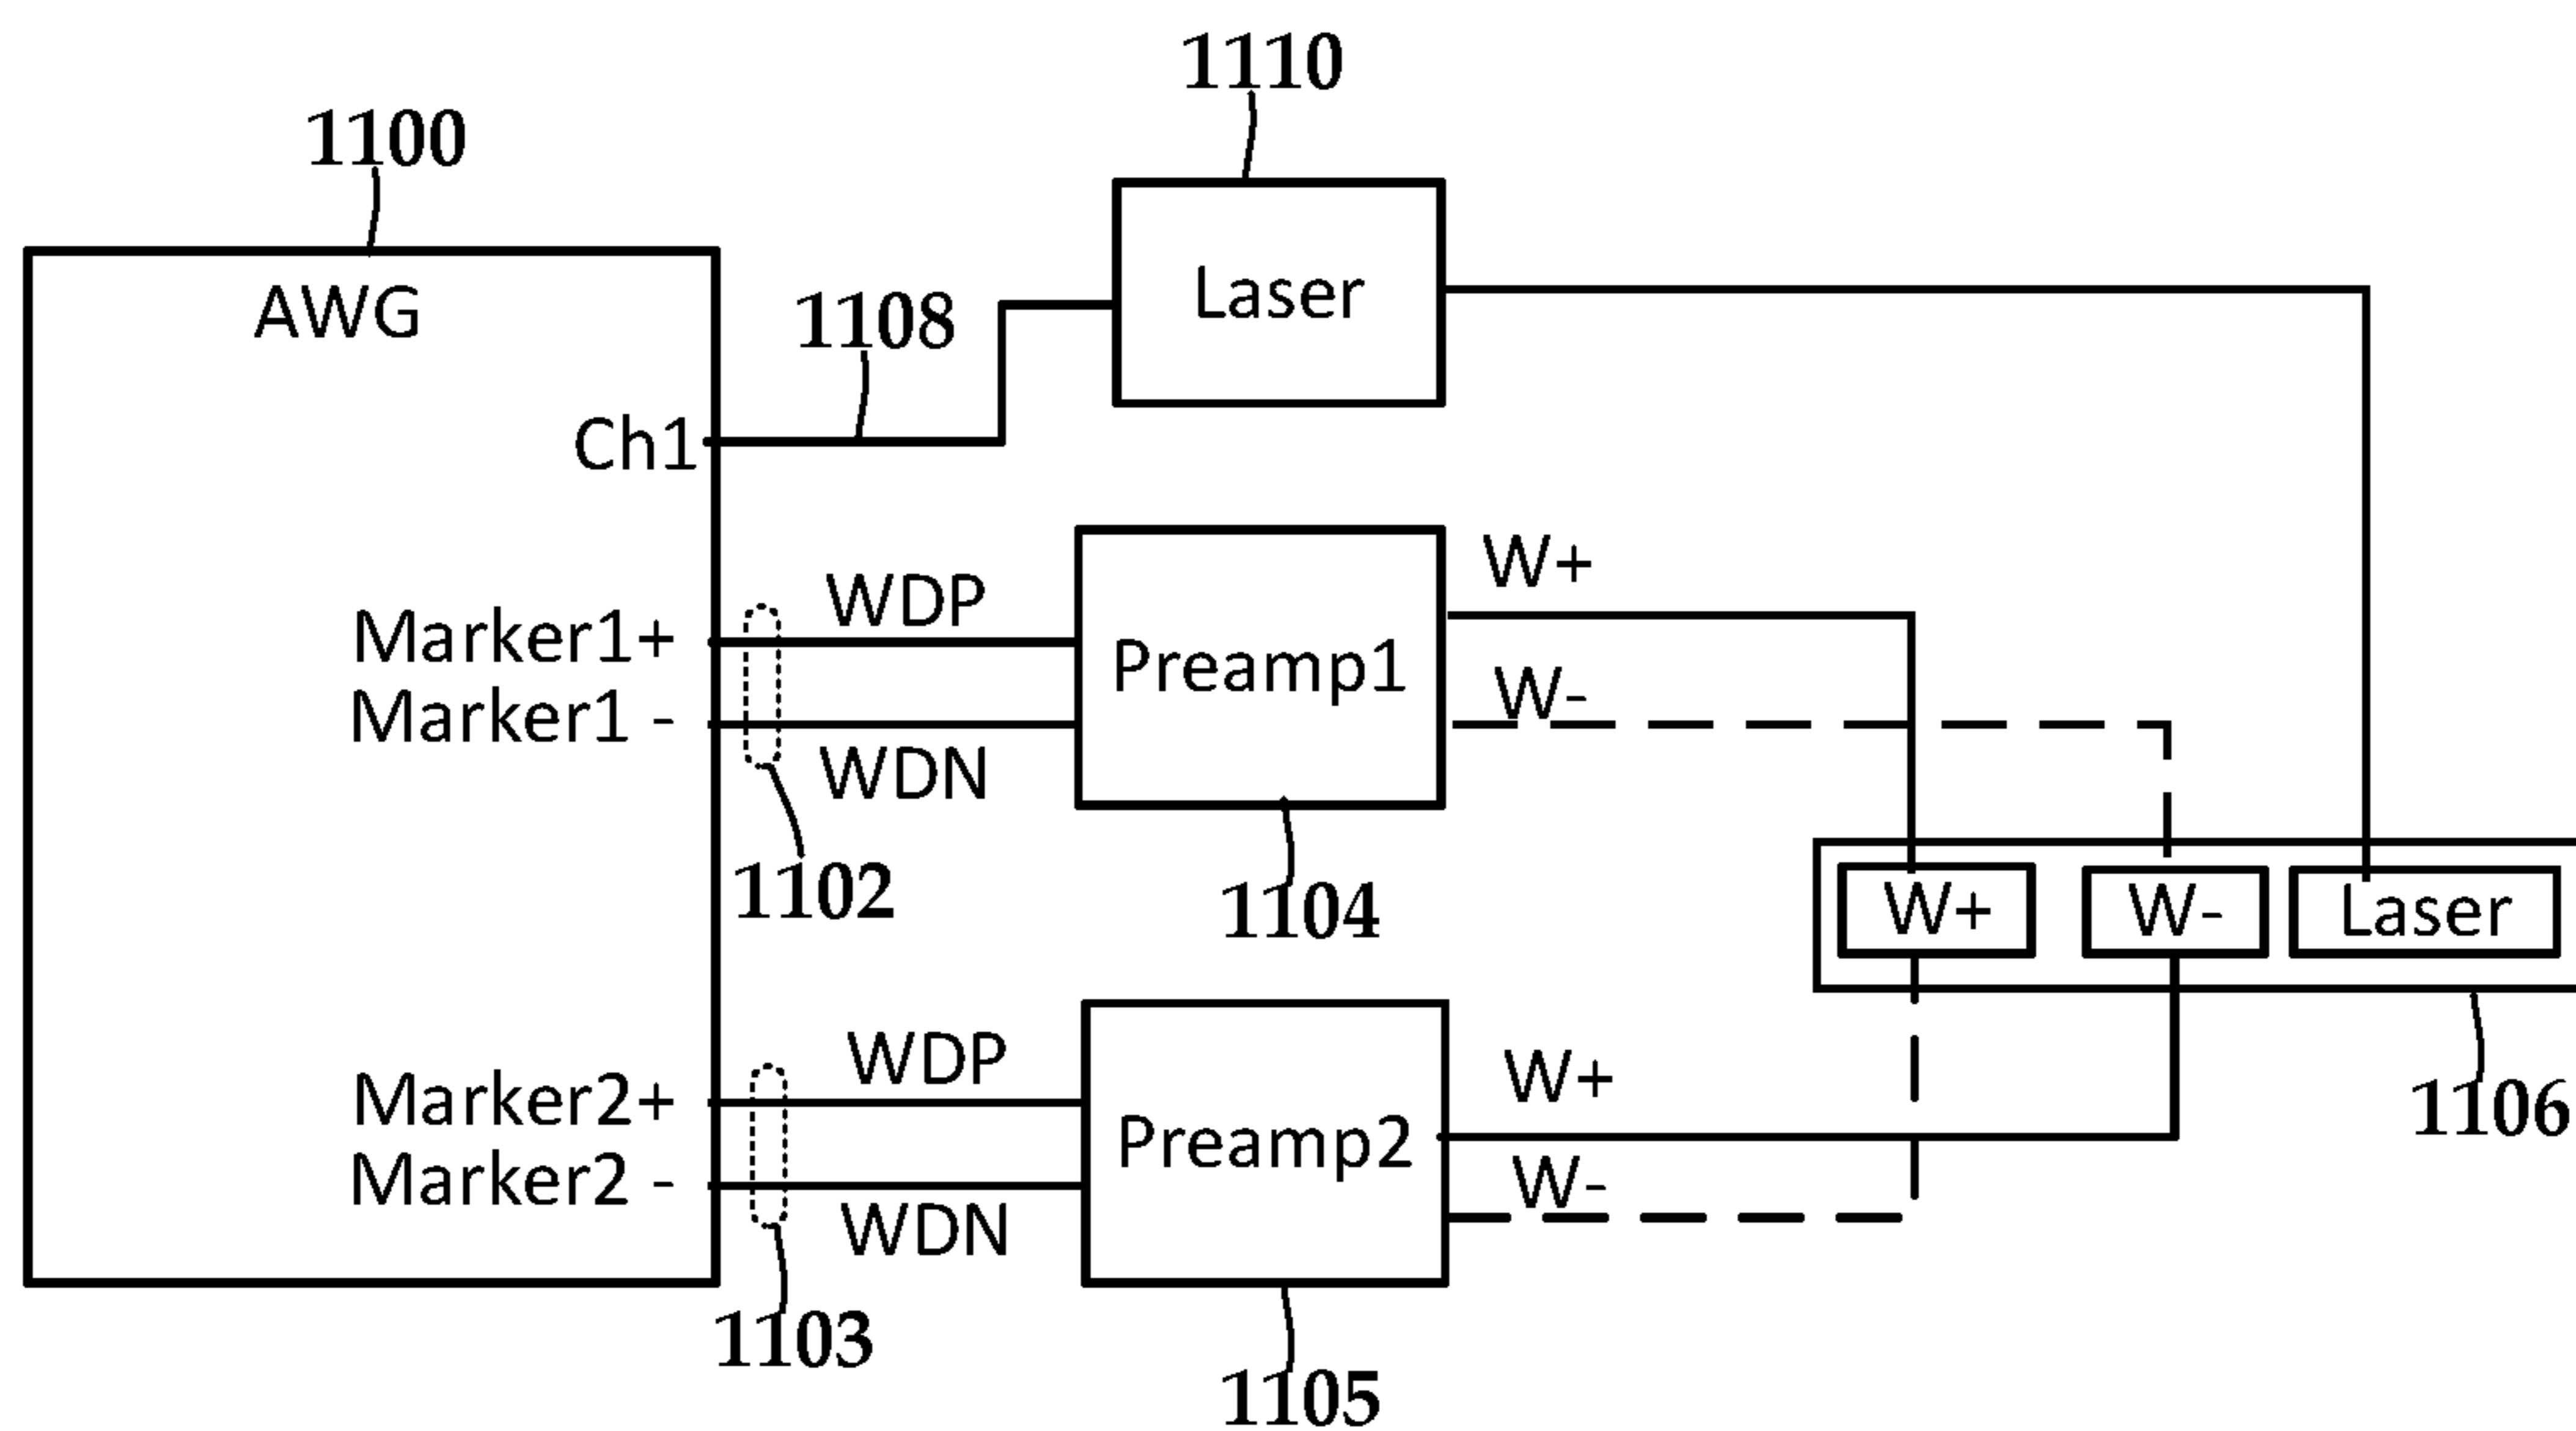 1110
1100
Laser
AWG
1108
Ch1
W+
WDP
Marker1+
Preamp1
W-
Marker1 -
WDN
1102
1104
W+ W- Laser
WDP
W+
1106
Marker2+
Preamp2
Marker2 -
W-
WDN
1103
1105